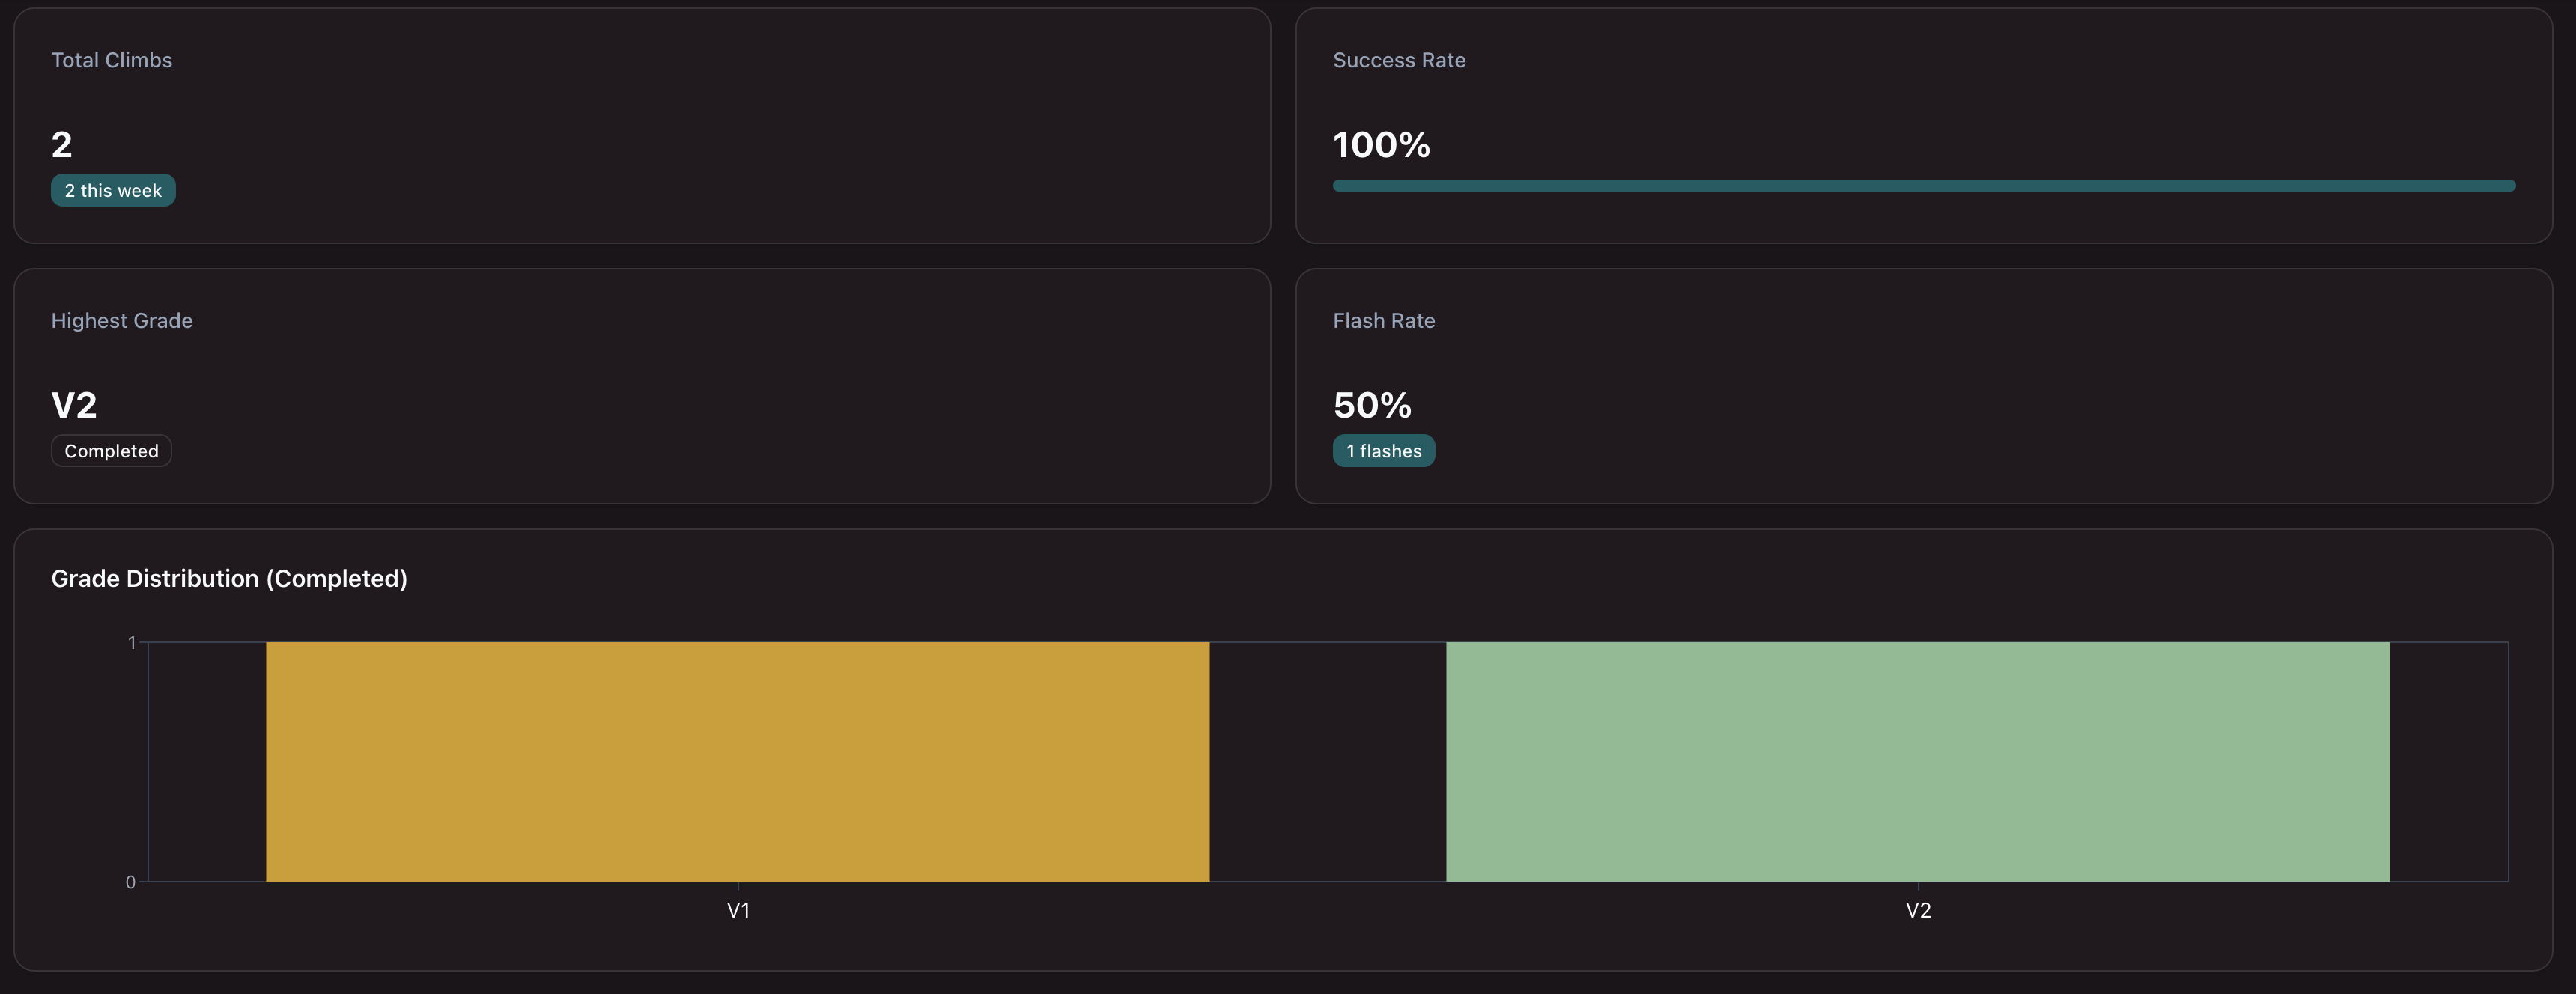 Total Climbs
2
2 this week
Success Rate
100%
Highest Grade
V2
Completed
Flash Rate
50%
1 flashes
Grade Distribution (Completed)
1
0
V1
V2